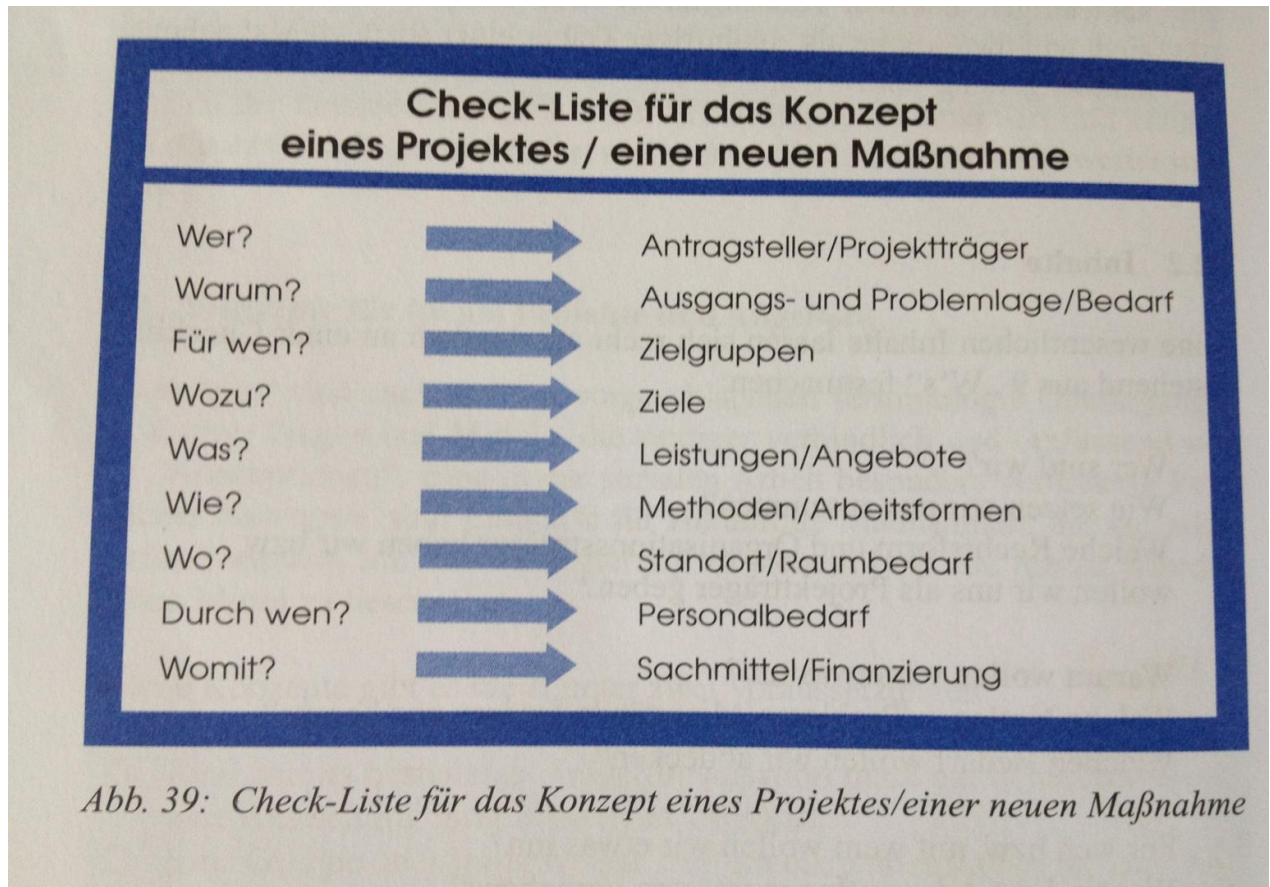 Check-Liste für das Konzept
eines Projektes / einer neuen Maßnahme
Wer? Antragsteller/Projektträger
Warum? Ausgangs- und Problemlage/Bedarf
Für wen? Zielgruppen
Wozu? Ziele
Was? Leistungen/Angebote
Wie? Methoden/Arbeitsformen
Wo? Standort/Raumbedarf
Durch wen? Personalbedarf
Womit? Sachmittel/Finanzierung
Abb. 39: Check-Liste für das Konzept eines Projektes/einer neuen Maßnahme